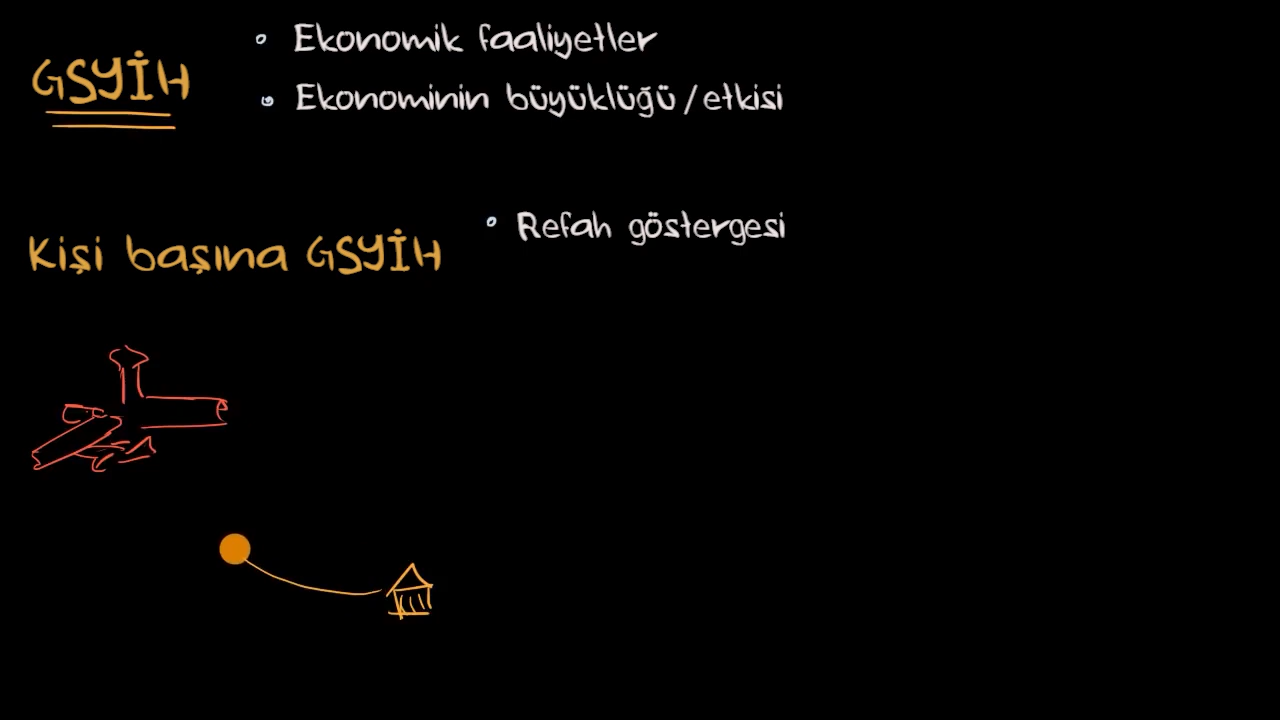 GSYİH
◦ Ekonomik faaliyetler
◦ Ekonominin büyüklüğü/etkisi
Kişi başına GSYİH
◦ Refah göstergesi